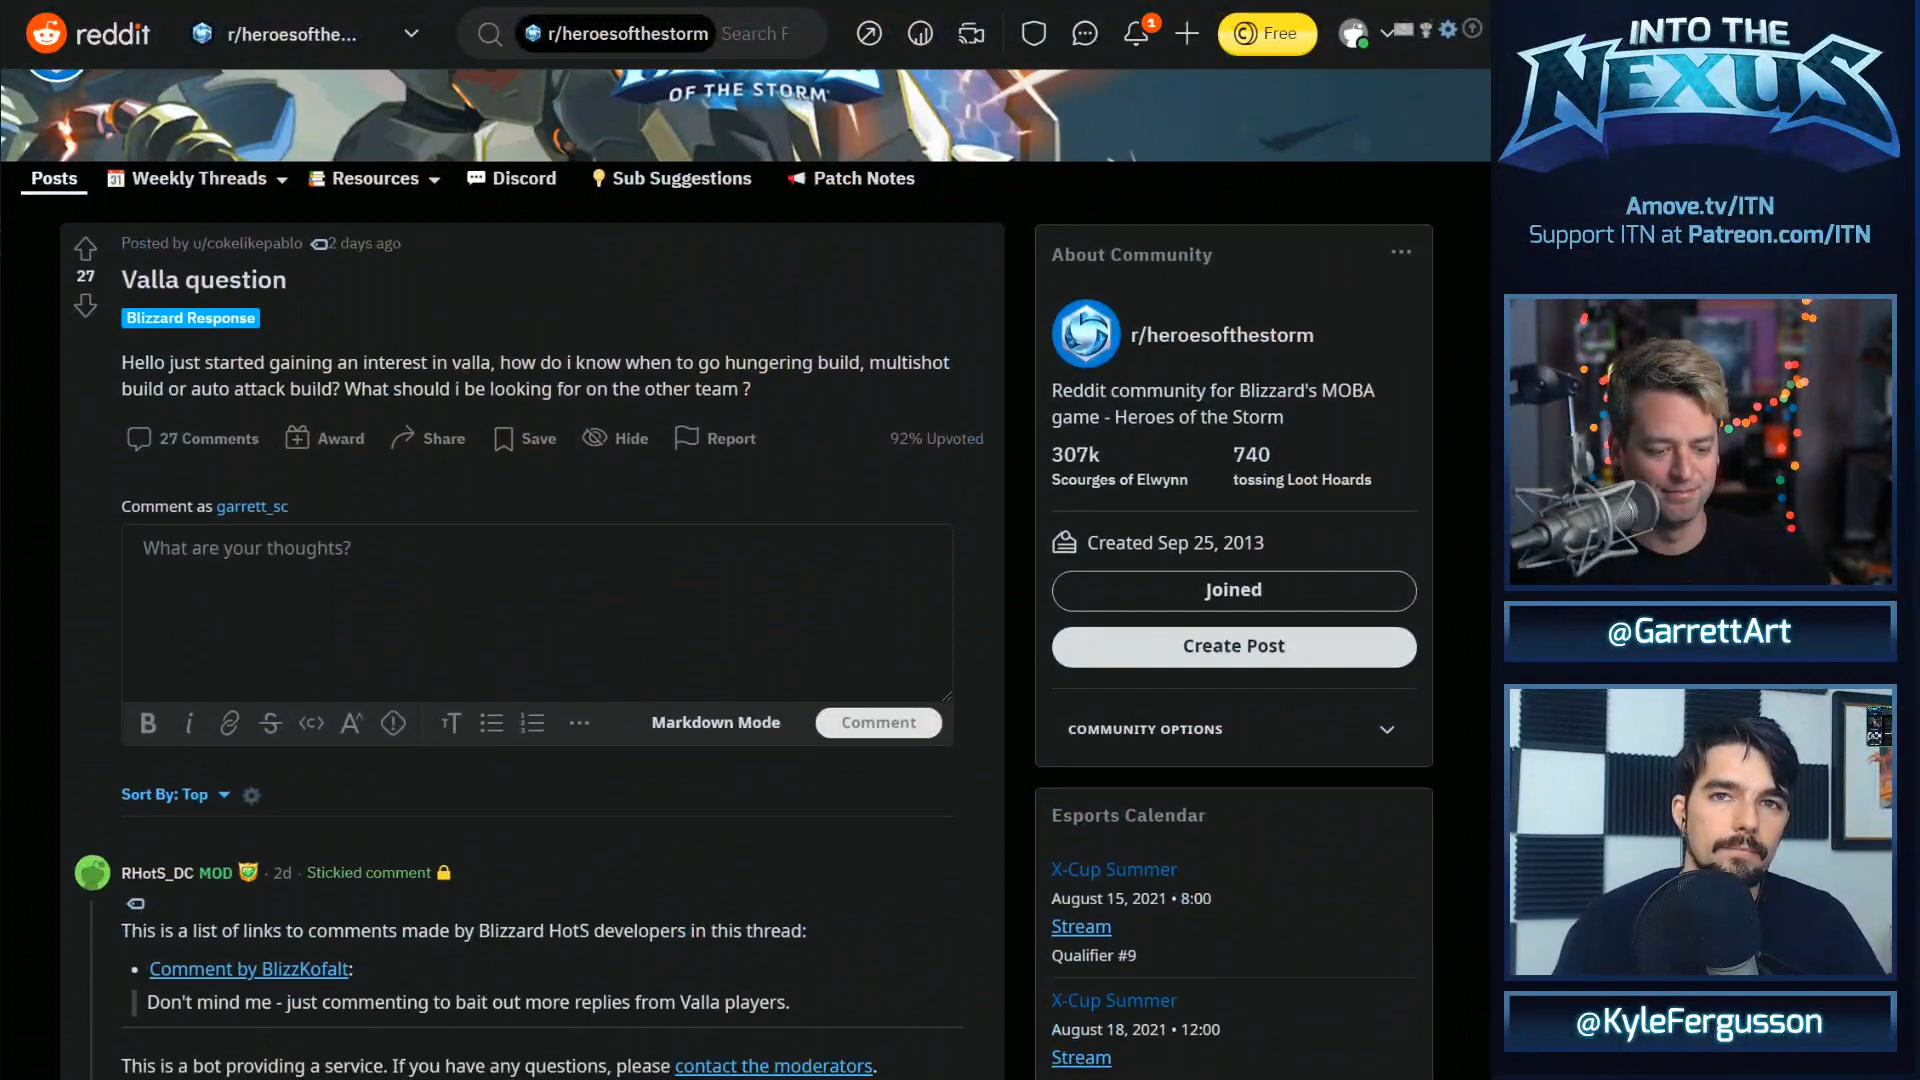 reddit
r/heroesofthe...
r/heroesofthestorm Search F
1
Free
OF THE STORM
Posts
31 Weekly Threads
Resources
Discord
Sub Suggestions
Patch Notes
Posted by u/cokelikepablo 2 days ago
27
Valla question
Blizzard Response
Hello just started gaining an interest in valla, how do i know when to go hungering build, multishot
build or auto attack build? What should i be looking for on the other team ?
27 Comments
Award
Share
Save
Hide
Report
92% Upvoted
Comment as garrett_sc
What are your thoughts?
Markdown Mode
Comment
Sort By: Top
RHotS_DC MOD · 2d · Stickied comment
This is a list of links to comments made by Blizzard HotS developers in this thread:
• Comment by BlizzKofalt:
Don't mind me - just commenting to bait out more replies from Valla players.
This is a bot providing a service. If you have any questions, please contact the moderators.
About Community
r/heroesofthestorm
Reddit community for Blizzard's MOBA
game - Heroes of the Storm
307k
Scourges of Elwynn
740
tossing Loot Hoards
Created Sep 25, 2013
Joined
Create Post
COMMUNITY OPTIONS
Esports Calendar
X-Cup Summer
August 15, 2021 • 8:00
Stream
Qualifier #9
X-Cup Summer
August 18, 2021 • 12:00
Stream
INTO THE
NEXUS
Amove.tv/ITN
Support ITN at Patreon.com/ITN
@GarrettArt
@KyleFergusson